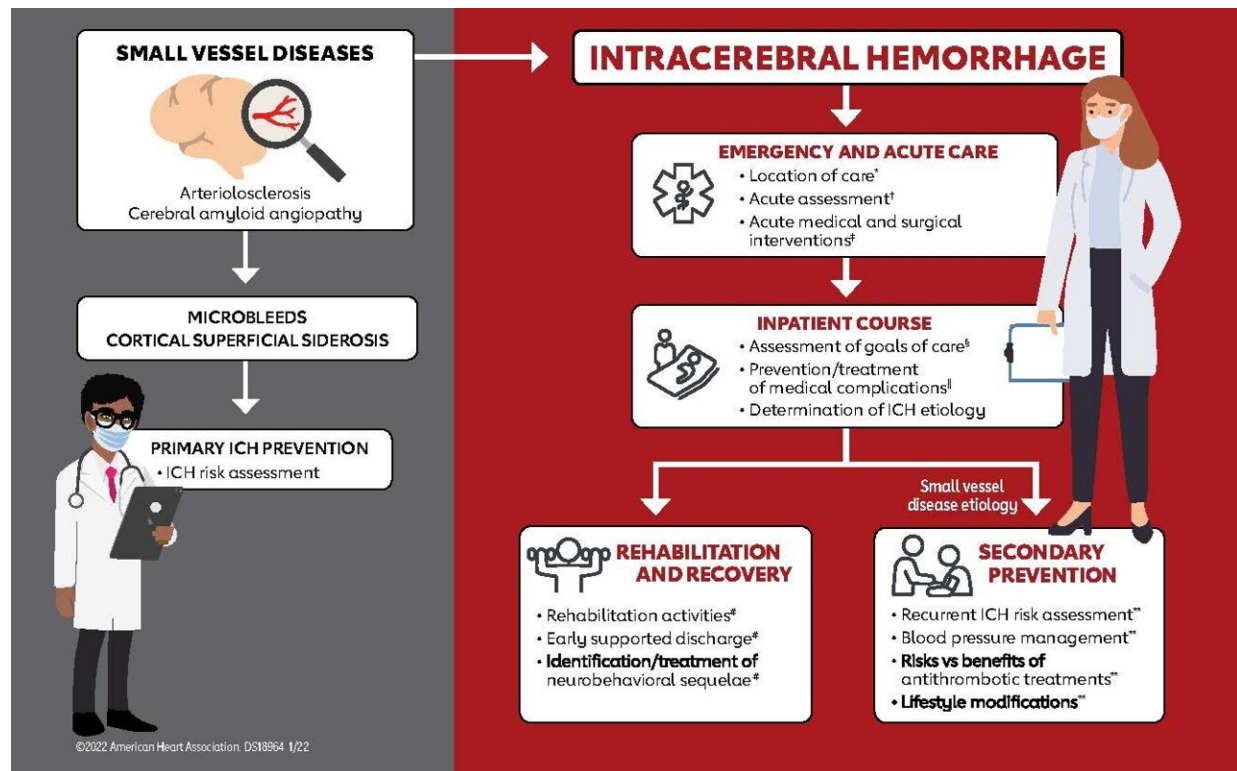 SMALL VESSEL DISEASES
Arteriolosclerosis
Cerebral amyloid angiopathy
MICROBLEEDS
CORTICAL SUPERFICIAL SIDEROSIS
PRIMARY ICH PREVENTION
• ICH risk assessment
©2022 American Heart Association. DS18964 1/22
INTRACEREBRAL HEMORRHAGE
EMERGENCY AND ACUTE CARE
• Location of care*
• Acute assessment†
• Acute medical and surgical
interventions‡
INPATIENT COURSE
• Assessment of goals of care§
• Prevention/treatment
of medical complications||
• Determination of ICH etiology
Small vessel
disease etiology
REHABILITATION
AND RECOVERY
• Rehabilitation activities#
• Early supported discharge#
• Identification/treatment of
neurobehavioral sequelae#
SECONDARY
PREVENTION
• Recurrent ICH risk assessment**
• Blood pressure management**
• Risks vs benefits of
antithrombotic treatments**
• Lifestyle modifications**